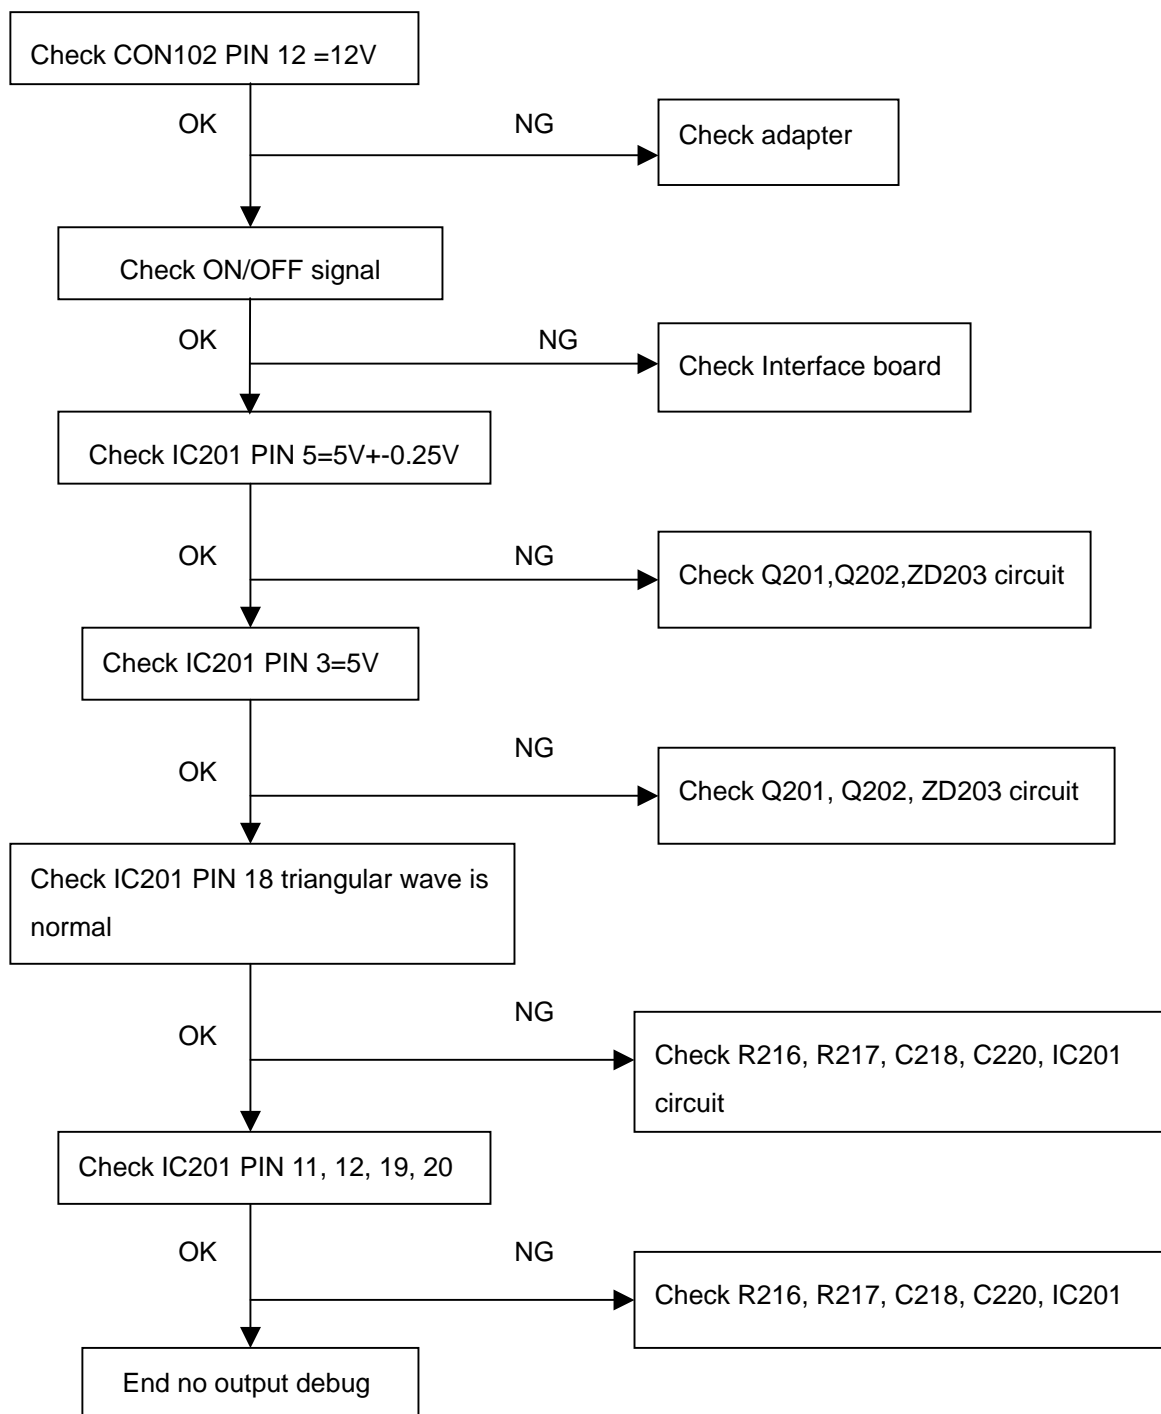 Check CON102 PIN 12 =12V
OK
NG
Check adapter
Check ON/OFF signal
OK
NG
Check Interface board
Check IC201 PIN 5=5V+-0.25V
OK
NG
Check Q201,Q202,ZD203 circuit
Check IC201 PIN 3=5V
OK
NG
Check Q201, Q202, ZD203 circuit
Check IC201 PIN 18 triangular wave is
normal
OK
NG
Check R216, R217, C218, C220, IC201
circuit
Check IC201 PIN 11, 12, 19, 20
OK
NG
Check R216, R217, C218, C220, IC201
End no output debug